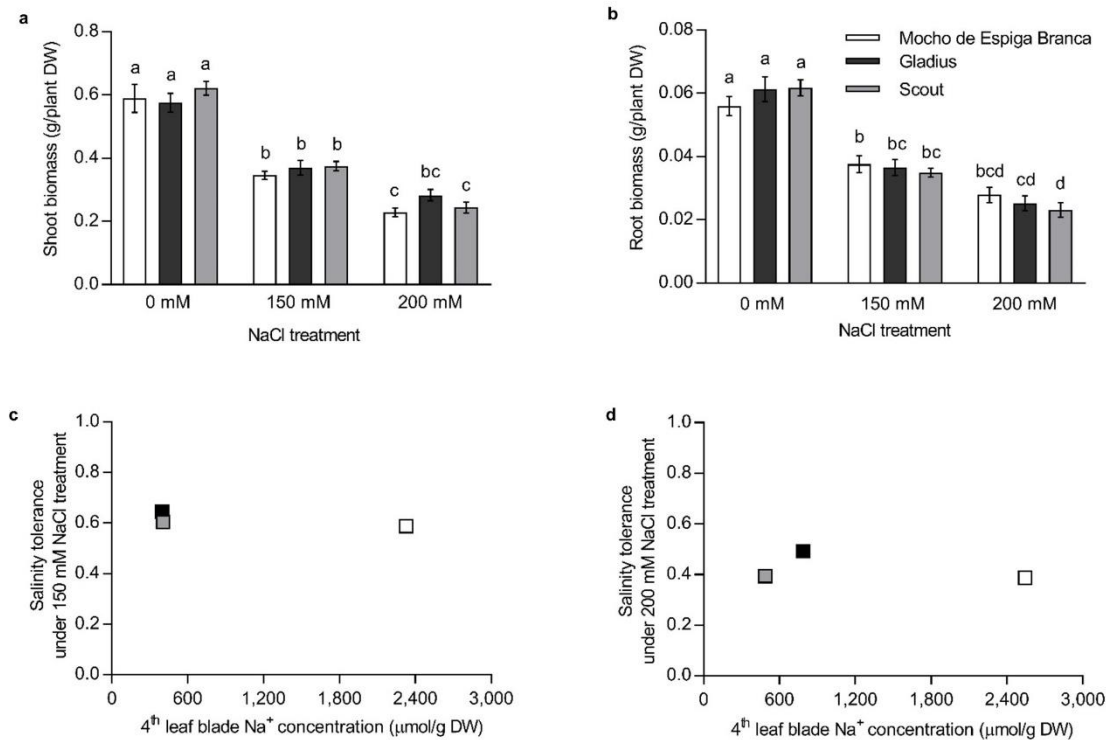 a
Shoot biomass (g/plant DW)
0.8
0.6
0.4
0.2
0.0
a a a
b b b
c bc c
0 mM 150 mM 200 mM
NaCl treatment
b
Root biomass (g/plant DW)
0.08
0.06
0.04
0.02
0.00
a a a
b bc bc
bcd cd d
Mocho de Espiga Branca
Gladius
Scout
0 mM 150 mM 200 mM
NaCl treatment
c
Salinity tolerance
under 150 mM NaCl treatment
1.0
0.8
0.6
0.4
0.2
0.0
0 600 1,200 1,800 2,400 3,000
4th leaf blade Na+ concentration (μmol/g DW)
d
Salinity tolerance
under 200 mM NaCl treatment
1.0
0.8
0.6
0.4
0.2
0.0
0 600 1,200 1,800 2,400 3,000
4th leaf blade Na+ concentration (μmol/g DW)